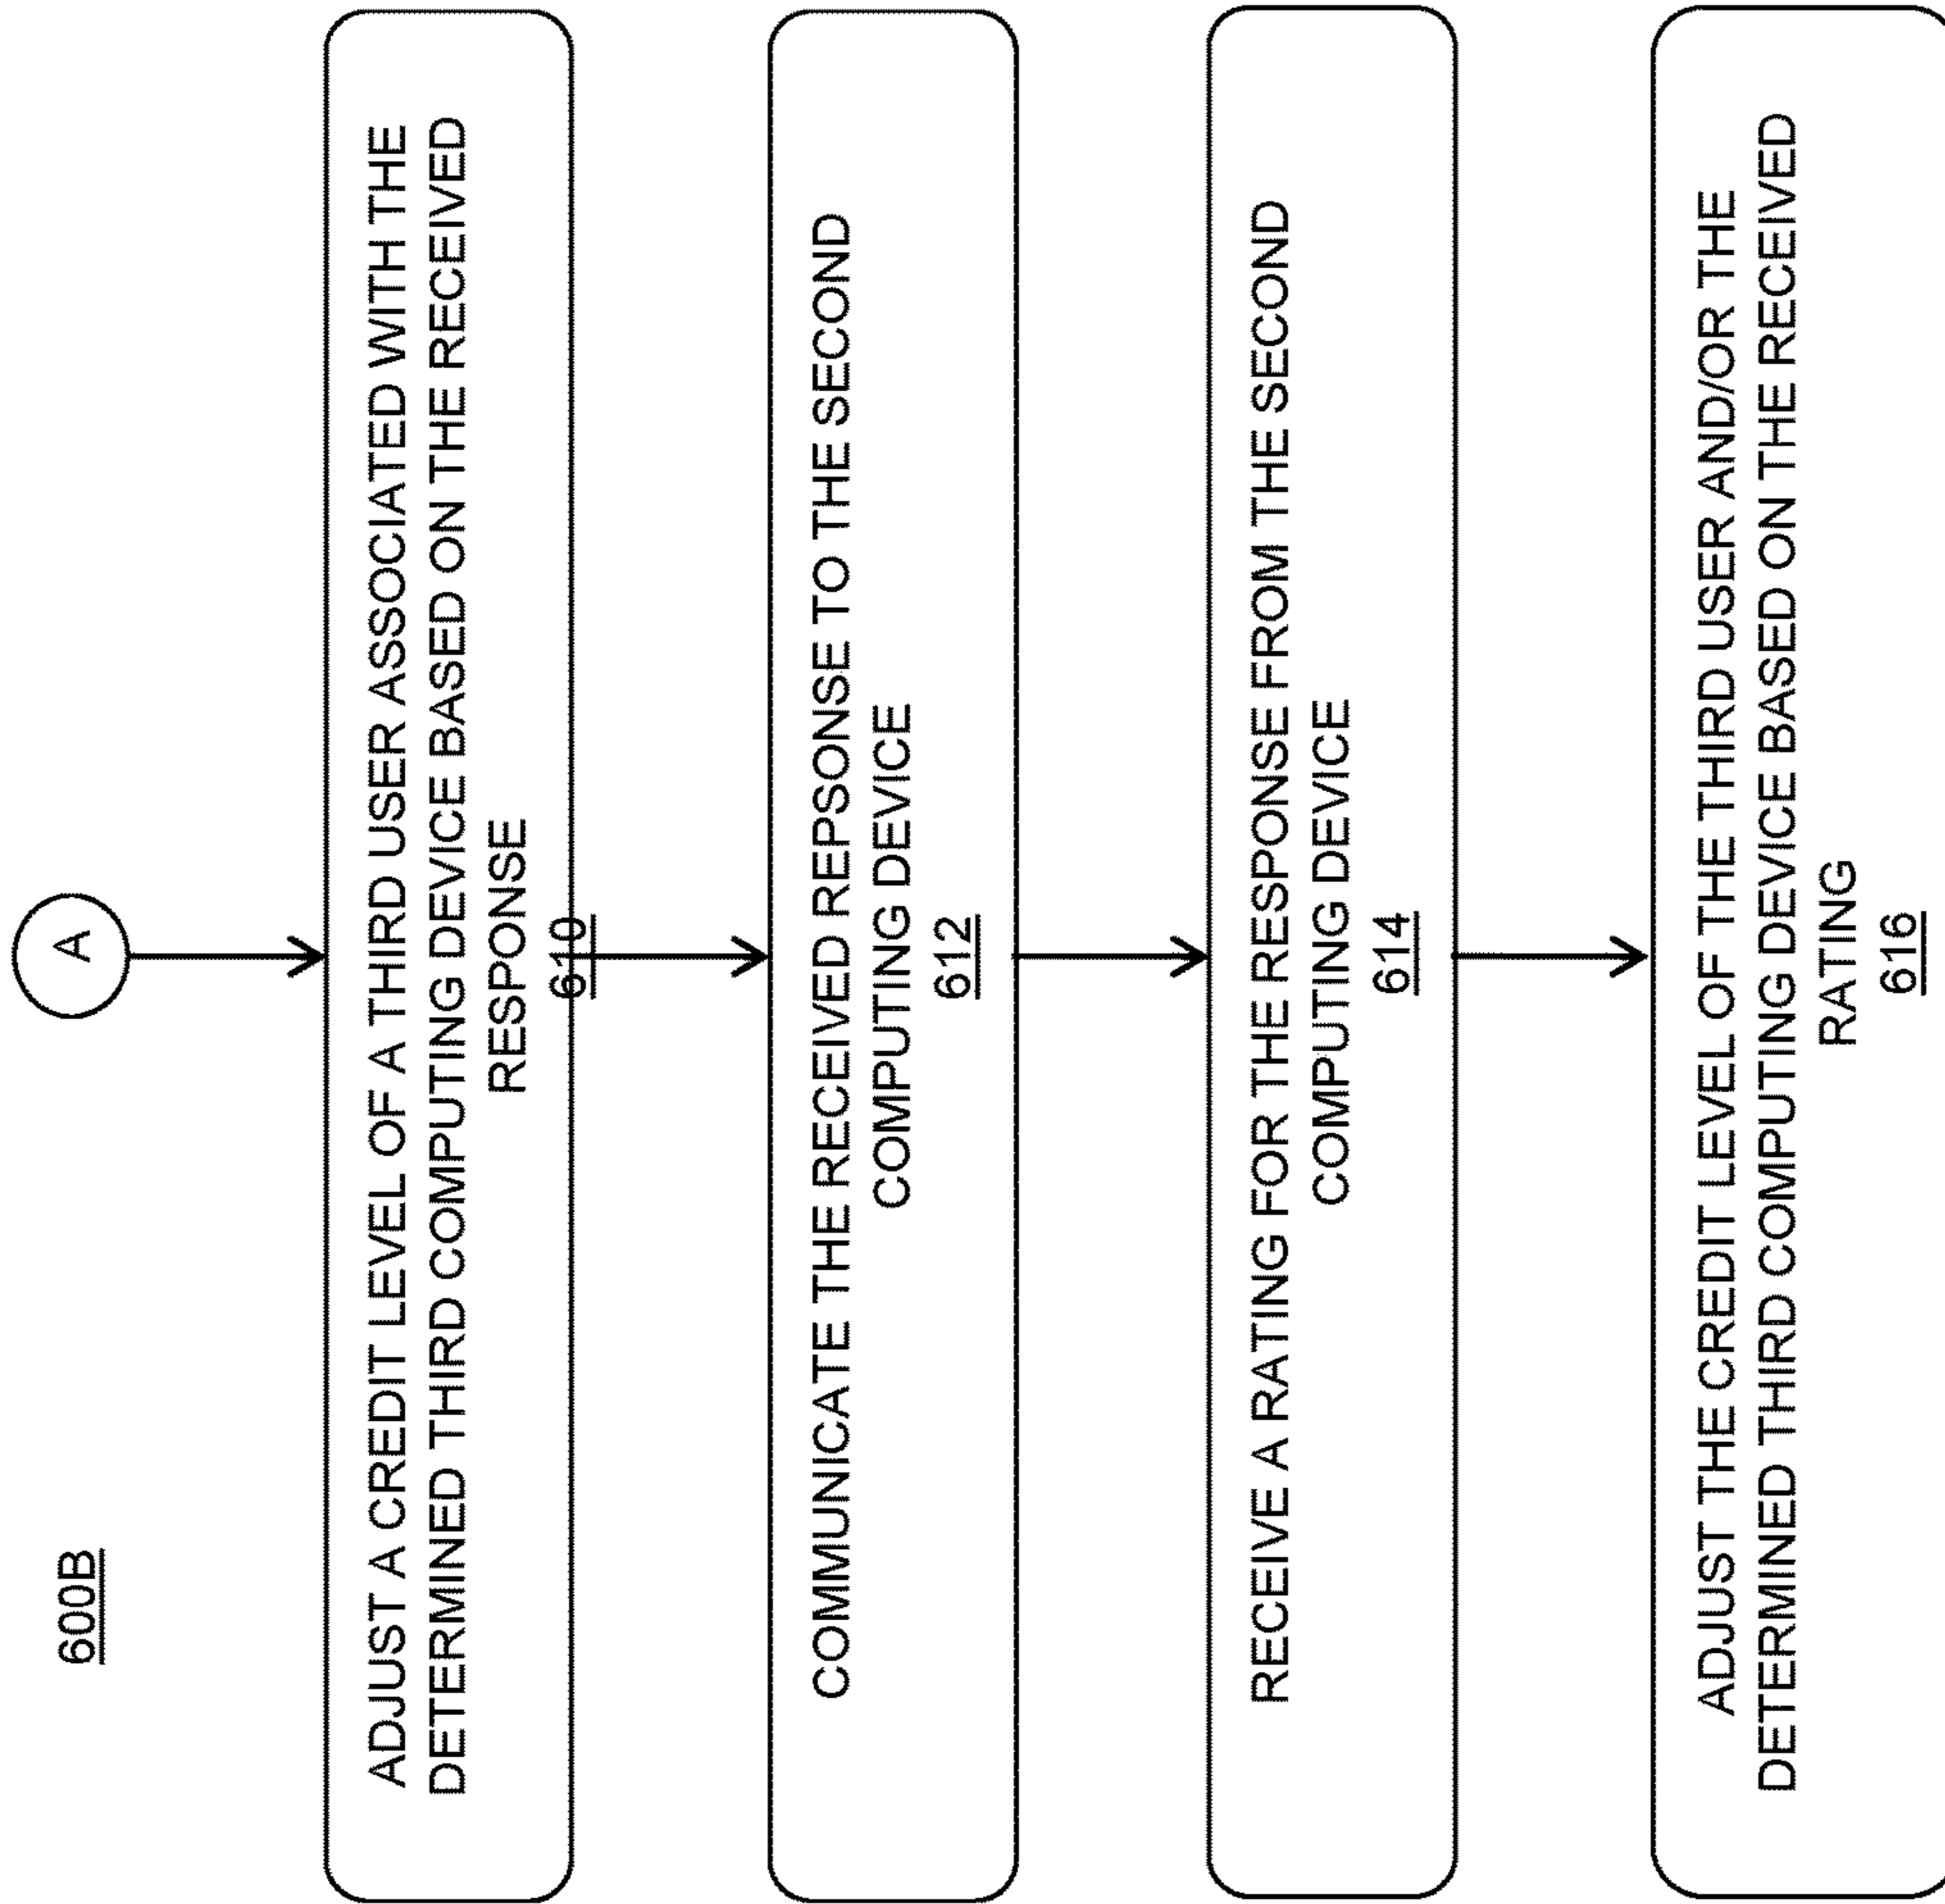 600B
A
ADJUST A CREDIT LEVEL OF A THIRD USER ASSOCIATED WITH THE
DETERMINED THIRD COMPUTING DEVICE BASED ON THE RECEIVED
RESPONSE
610
COMMUNICATE THE RECEIVED REPSONSE TO THE SECOND
COMPUTING DEVICE
612
RECEIVE A RATING FOR THE RESPONSE FROM THE SECOND
COMPUTING DEVICE
614
ADJUST THE CREDIT LEVEL OF THE THIRD USER AND/OR THE
DETERMINED THIRD COMPUTING DEVICE BASED ON THE RECEIVED
RATING
616